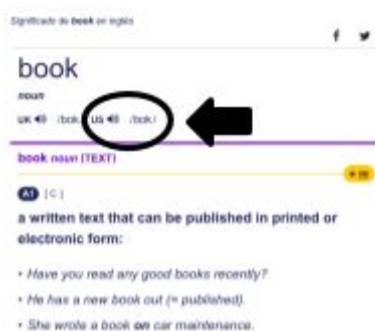 Significado de book en inglés
book
noun
UK /bʊk/ US /bʊk/
book noun (TEXT)
A1 [ C ]
a written text that can be published in printed or
electronic form:
• Have you read any good books recently?
• He has a new book out (= published).
• She wrote a book on car maintenance.